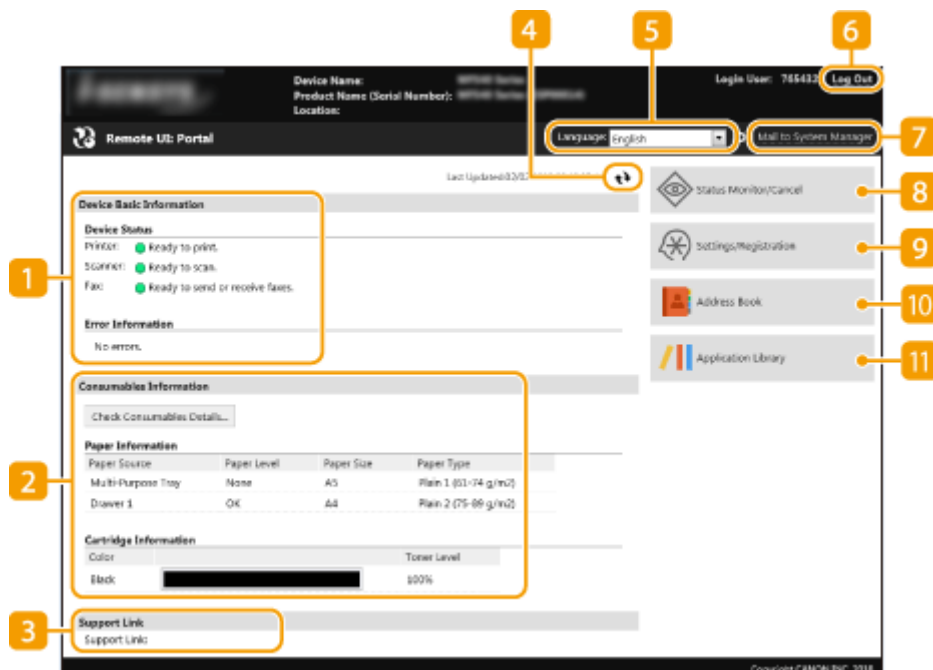 4
5
6
Device Name:
Product Name (Serial Number):
Location:
Login User: 765433
Log Out
Remote UI: Portal
Language: English
Mail to System Manager
7
Last Updated:02/02
Device Basic Information
Device Status
Printer: Ready to print.
Scanner: Ready to scan.
Fax: Ready to send or receive faxes.
Error Information
No errors.
1
Status Monitor/Cancel
8
Settings/Registration
9
Address Book
10
Application Library
11
Consumables Information
Check Consumables Details...
Paper Information
Paper Source Paper Level Paper Size Paper Type
Multi-Purpose Tray None A5 Plain 1 (61-74 g/m2)
Drawer 1 OK A4 Plain 2 (75-89 g/m2)
2
Cartridge Information
Color Toner Level
Black 100%
3
Support Link
Support Link:
Copyright CANON INC. 2018